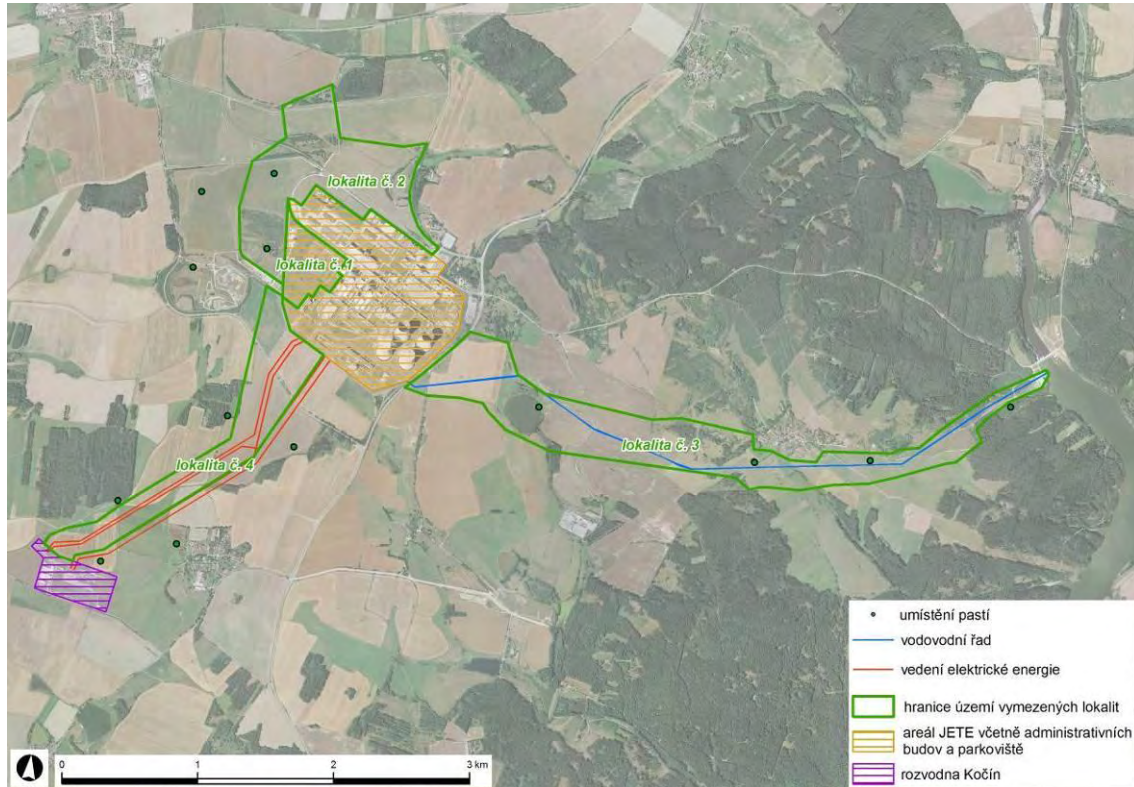 lokalita č. 2
lokalita č. 1
lokalita č. 3
lokalita č. 4
umístění pastí
vodovodní řad
vedení elektrické energie
hranice území vymezených lokalit
areál JETE včetně administrativních
budov a parkoviště
rozvodna Kočín
0 1 2 3 km